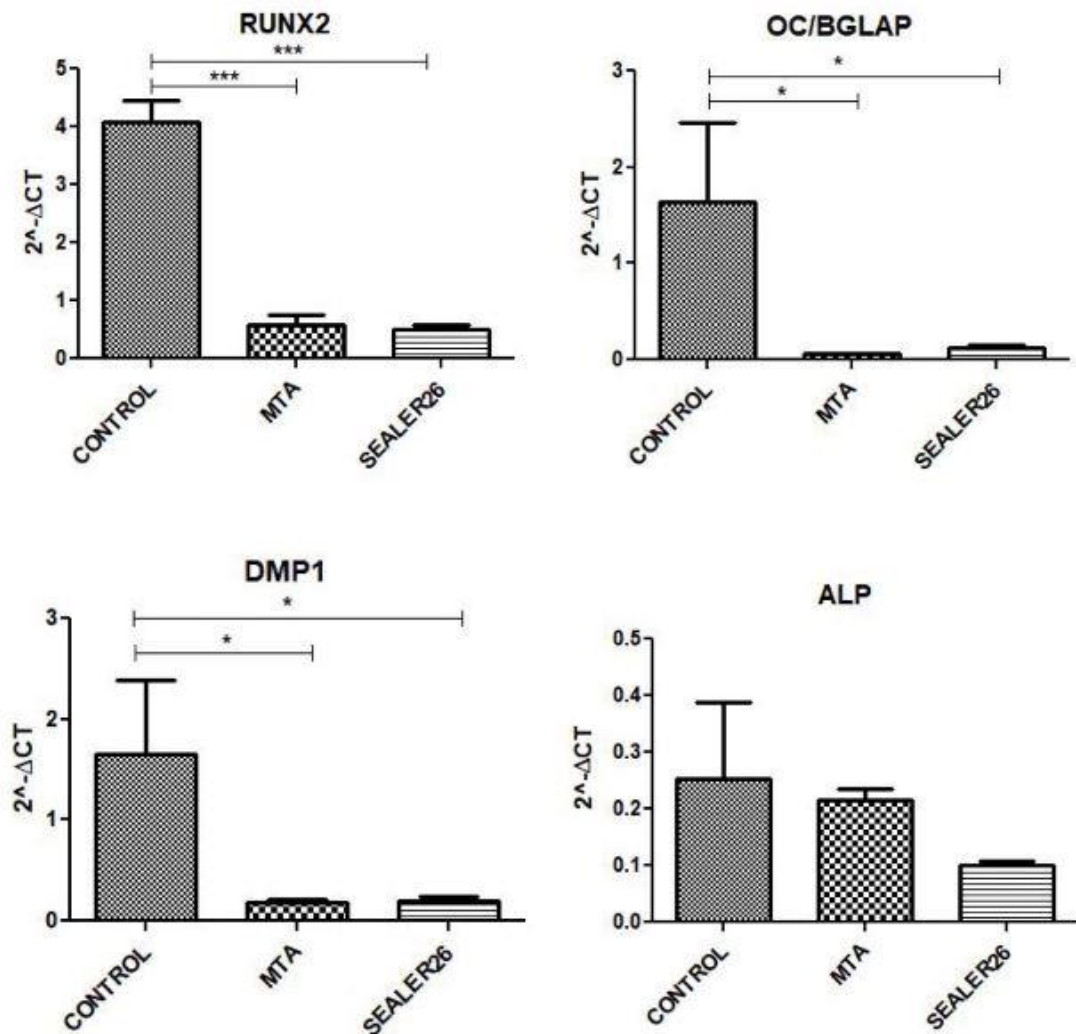 RUNX2
***
***
5
4
3
2
1
0
2^-ΔCT
CONTROL
MTA
SEALER26
OC/BGLAP
*
*
3
2
1
0
2^-ΔCT
CONTROL
MTA
SEALER26
DMP1
*
*
3
2
1
0
2^-ΔCT
CONTROL
MTA
SEALER26
ALP
0.5
0.4
0.3
0.2
0.1
0.0
2^-ΔCT
CONTROL
MTA
SEALER26